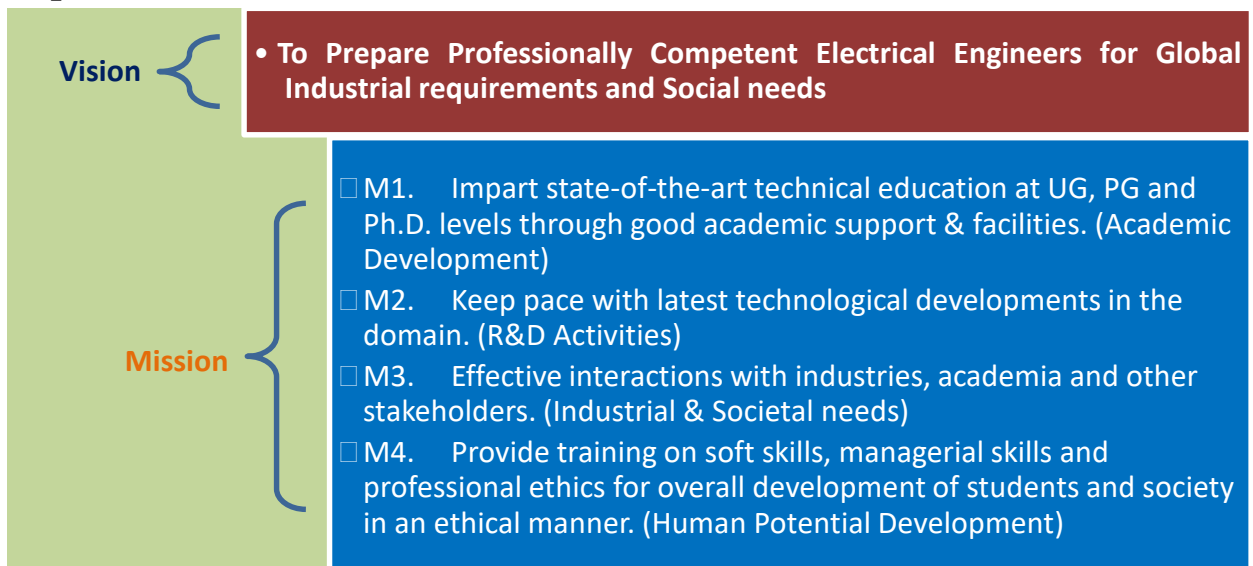 Vision
• To Prepare Professionally Competent Electrical Engineers for Global
Industrial requirements and Social needs
Mission
□ M1. Impart state-of-the-art technical education at UG, PG and
Ph.D. levels through good academic support & facilities. (Academic
Development)
□ M2. Keep pace with latest technological developments in the
domain. (R&D Activities)
□ M3. Effective interactions with industries, academia and other
stakeholders. (Industrial & Societal needs)
□ M4. Provide training on soft skills, managerial skills and
professional ethics for overall development of students and society
in an ethical manner. (Human Potential Development)